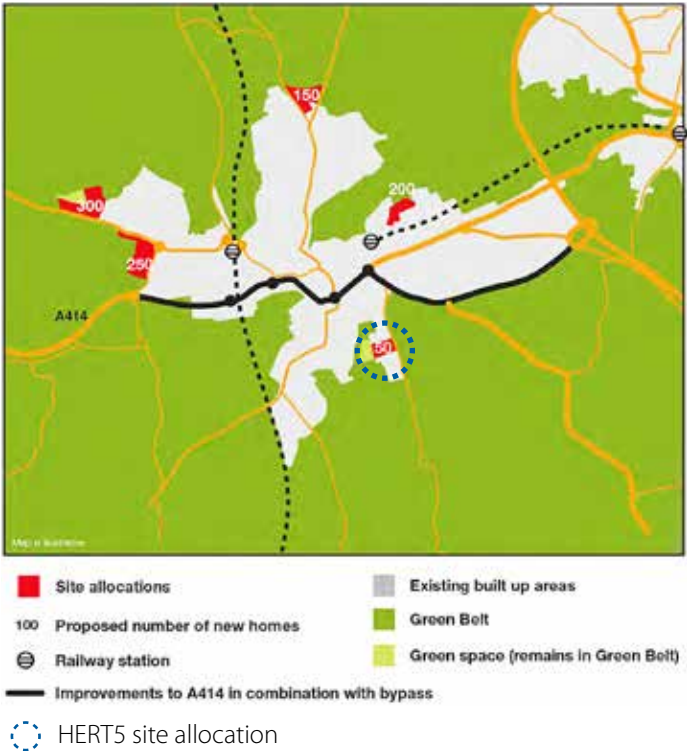 150
200
300
250
A414
50
Map is illustrative
Site allocations
Existing built up areas
100 Proposed number of new homes
Green Belt
Railway station
Green space (remains in Green Belt)
Improvements to A414 in combination with bypass
HERT5 site allocation